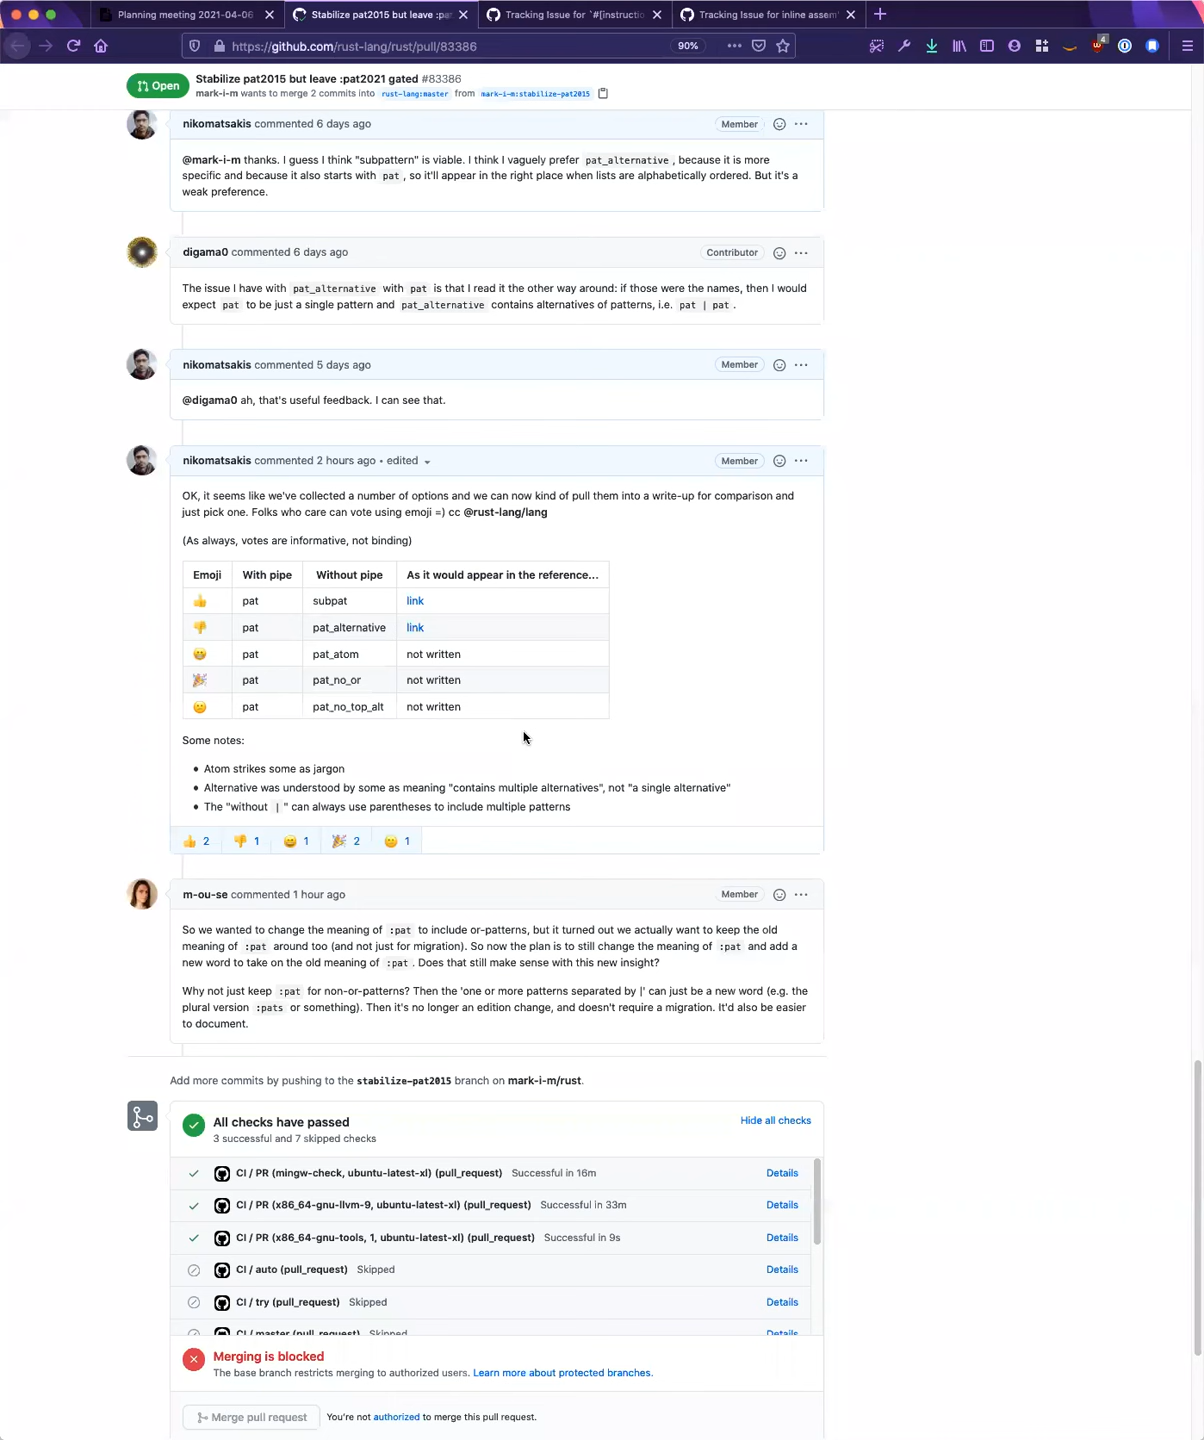 Planning meeting 2021-04-06
Stabilize pat2015 but leave :pa
Tracking Issue for `#[instructio
Tracking Issue for inline assem
https://github.com/rust-lang/rust/pull/83386
90%
4
Open
Stabilize pat2015 but leave :pat2021 gated #83386
mark-i-m wants to merge 2 commits into rust-lang:master from mark-i-m:stabilize-pat2015
nikomatsakis commented 6 days ago
Member
@mark-i-m thanks. I guess I think "subpattern" is viable. I think I vaguely prefer pat_alternative , because it is more
specific and because it also starts with pat , so it'll appear in the right place when lists are alphabetically ordered. But it's a
weak preference.
digama0 commented 6 days ago
Contributor
The issue I have with pat_alternative with pat is that I read it the other way around: if those were the names, then I would
expect pat to be just a single pattern and pat_alternative contains alternatives of patterns, i.e. pat | pat .
nikomatsakis commented 5 days ago
Member
@digama0 ah, that's useful feedback. I can see that.
nikomatsakis commented 2 hours ago • edited
Member
OK, it seems like we've collected a number of options and we can now kind of pull them into a write-up for comparison and
just pick one. Folks who care can vote using emoji =) cc @rust-lang/lang
(As always, votes are informative, not binding)
Emoji With pipe Without pipe As it would appear in the reference...
👍 pat subpat link
👎 pat pat_alternative link
😄 pat pat_atom not written
🎉 pat pat_no_or not written
😕 pat pat_no_top_alt not written
Some notes:
• Atom strikes some as jargon
• Alternative was understood by some as meaning "contains multiple alternatives", not "a single alternative"
• The "without | " can always use parentheses to include multiple patterns
👍 2 👎 1 😄 1 🎉 2 😕 1
m-ou-se commented 1 hour ago
Member
So we wanted to change the meaning of :pat to include or-patterns, but it turned out we actually want to keep the old
meaning of :pat around too (and not just for migration). So now the plan is to still change the meaning of :pat and add a
new word to take on the old meaning of :pat . Does that still make sense with this new insight?
Why not just keep :pat for non-or-patterns? Then the 'one or more patterns separated by |' can just be a new word (e.g. the
plural version :pats or something). Then it's no longer an edition change, and doesn't require a migration. It'd also be easier
to document.
Add more commits by pushing to the stabilize-pat2015 branch on mark-i-m/rust.
All checks have passed
Hide all checks
3 successful and 7 skipped checks
CI / PR (mingw-check, ubuntu-latest-xl) (pull_request) Successful in 16m Details
CI / PR (x86_64-gnu-llvm-9, ubuntu-latest-xl) (pull_request) Successful in 33m Details
CI / PR (x86_64-gnu-tools, 1, ubuntu-latest-xl) (pull_request) Successful in 9s Details
CI / auto (pull_request) Skipped Details
CI / try (pull_request) Skipped Details
CI / master (pull_request) Skipped Details
Merging is blocked
The base branch restricts merging to authorized users. Learn more about protected branches.
Merge pull request
You're not authorized to merge this pull request.